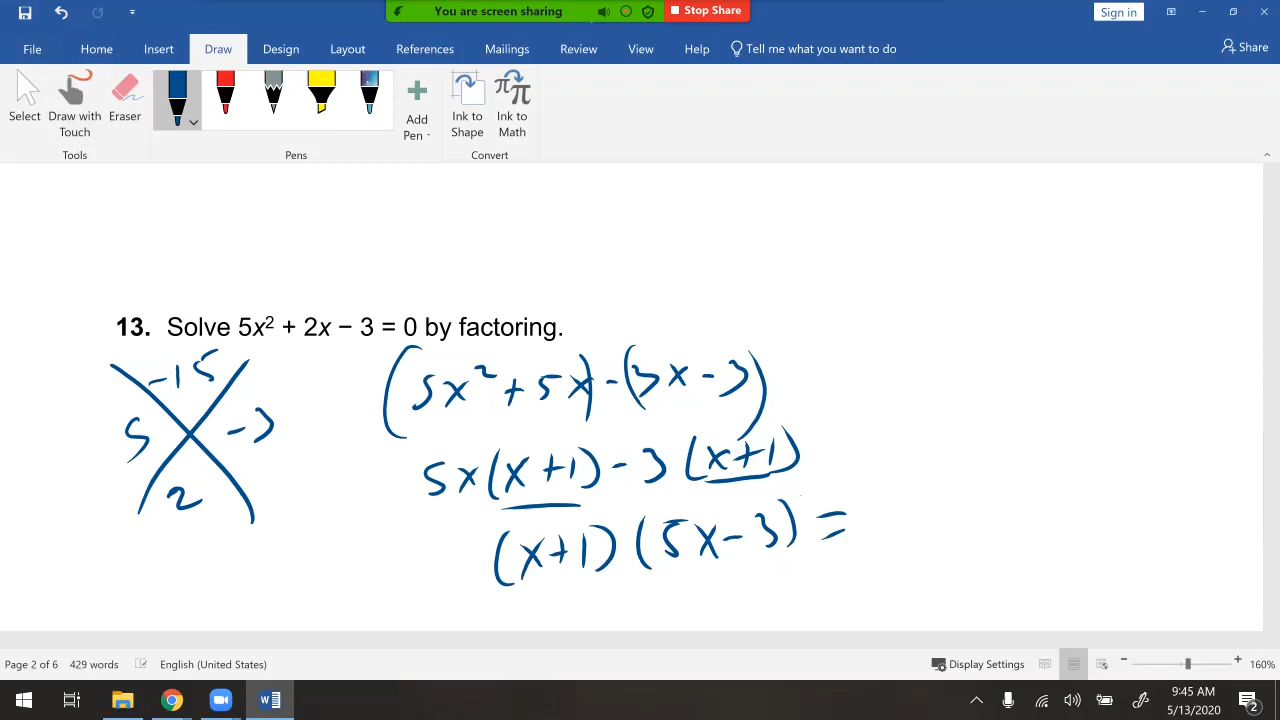 You are screen sharing
Stop Share
Sign in
File Home Insert Draw Design Layout References Mailings Review View Help Tell me what you want to do Share
Select Draw with Touch Eraser Add Pen Ink to Shape Ink to Math
Tools Pens Convert
13. Solve 5x² + 2x − 3 = 0 by factoring.
-15
5 -3
2
(5x² + 5x) - (3x - 3)
5x(x+1) - 3(x+1)
(x+1)(5x-3) =
Page 2 of 6 429 words English (United States) Display Settings 160%
9:45 AM
5/13/2020
2